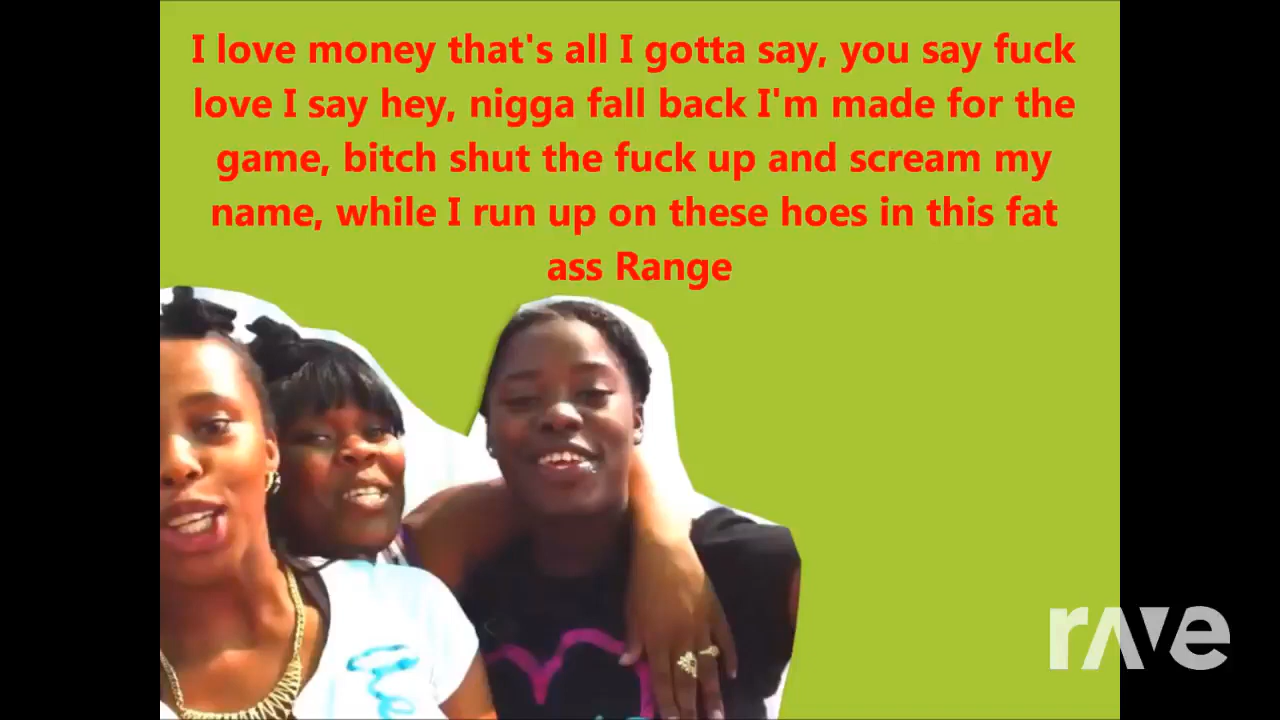 I love money that's all I gotta say, you say fuck
love I say hey, nigga fall back I'm made for the
game, bitch shut the fuck up and scream my
name, while I run up on these hoes in this fat
ass Range
rave